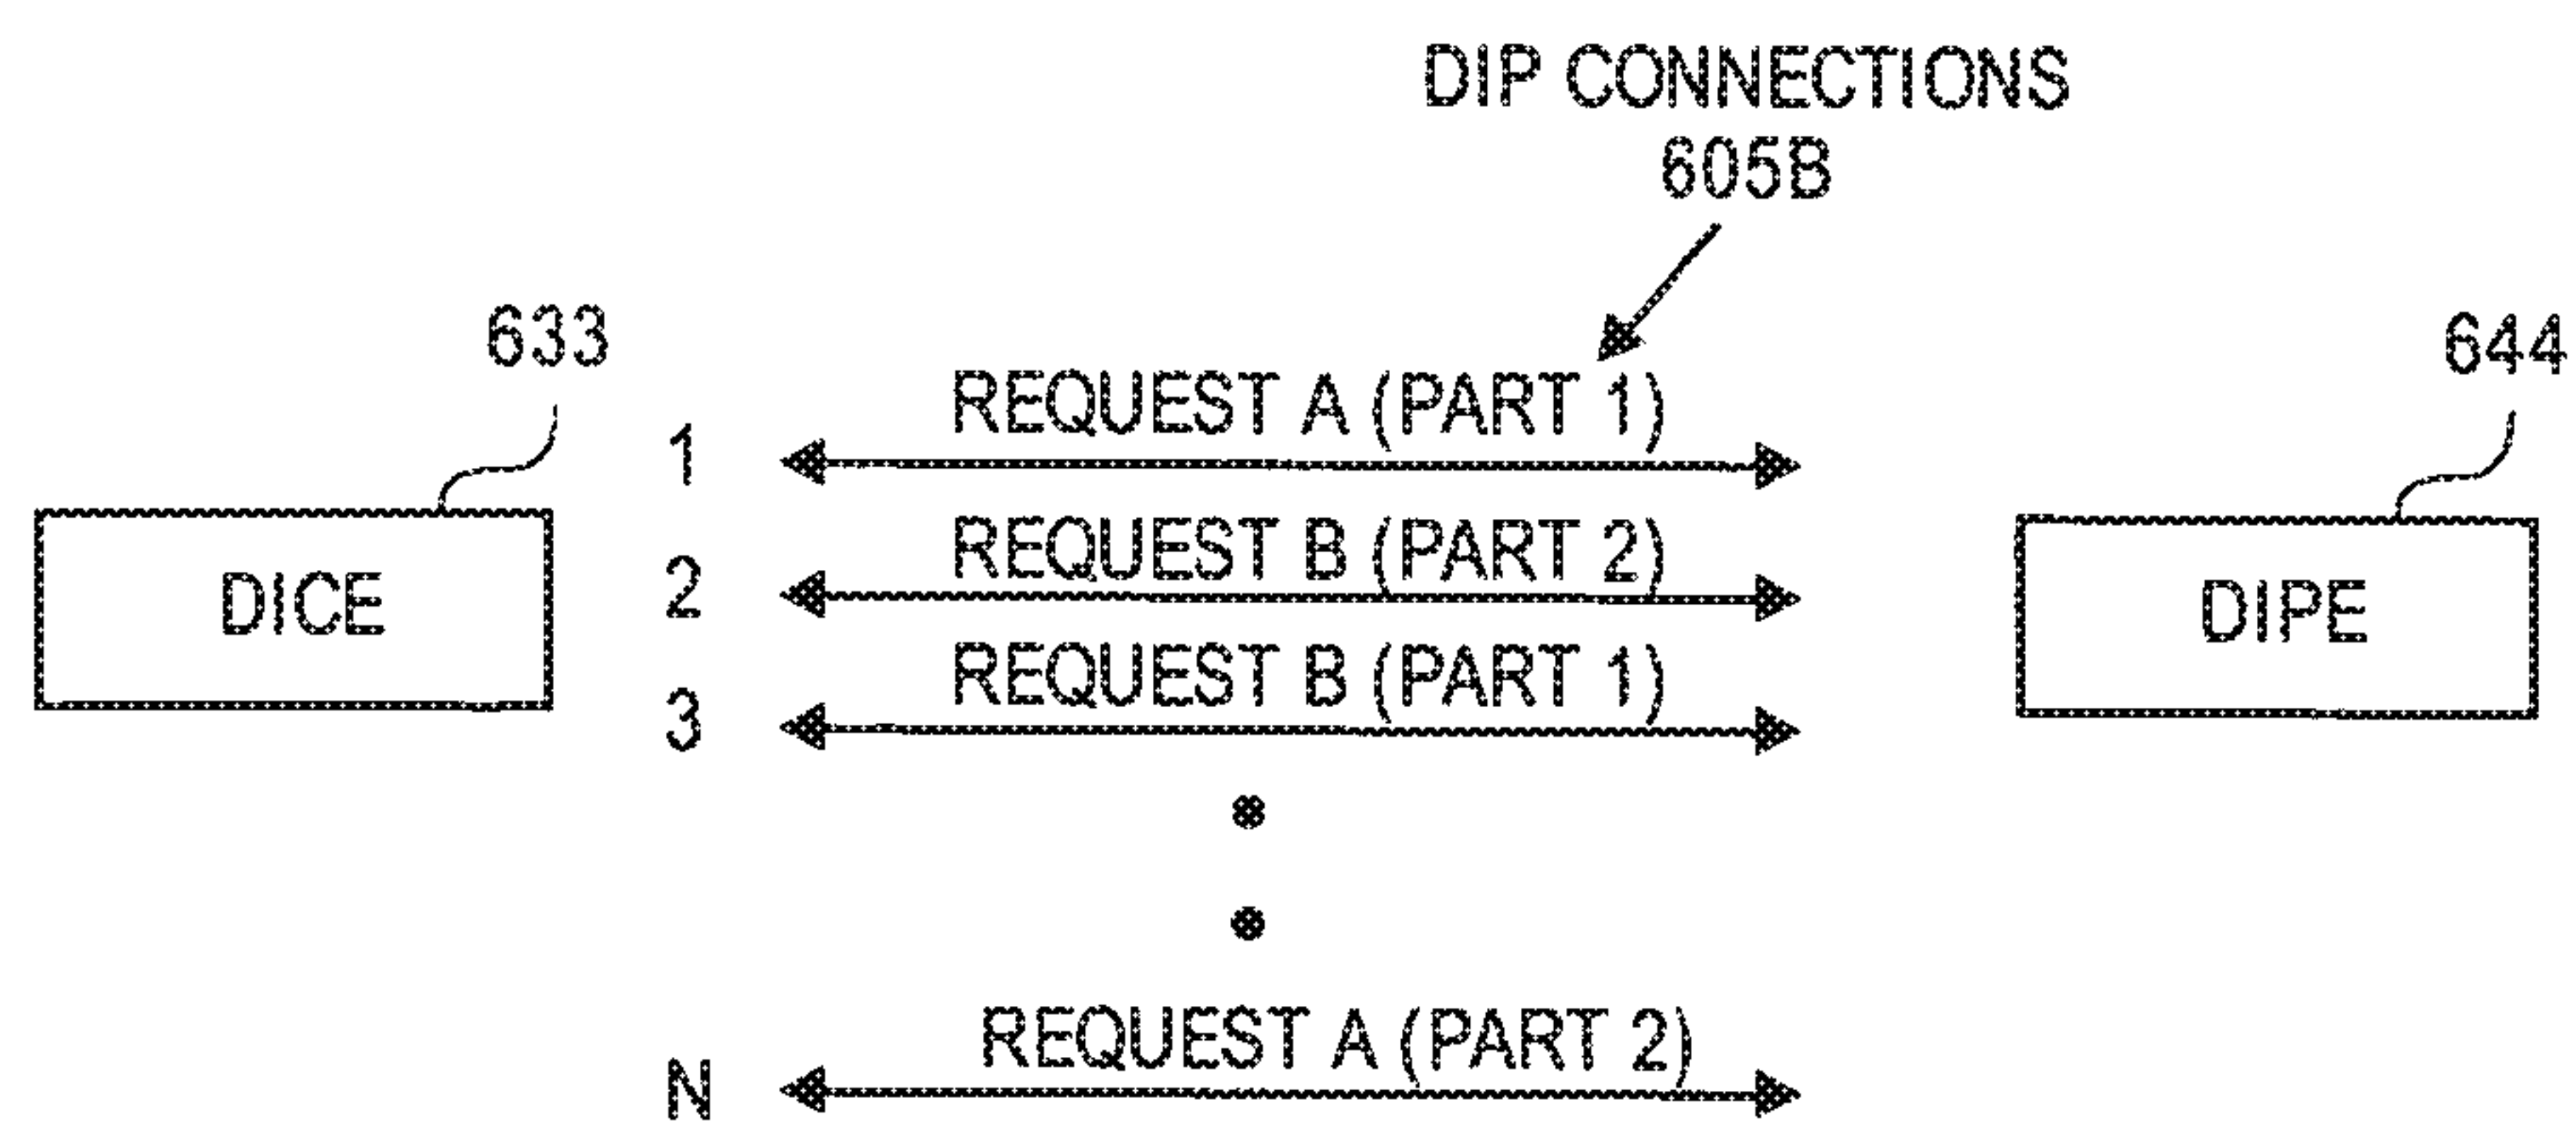 DIP CONNECTIONS
605B
633
644
REQUEST A (PART 1)
1
REQUEST B (PART 2)
2
DICE
DIPE
REQUEST B (PART 1)
3
REQUEST A (PART 2)
N